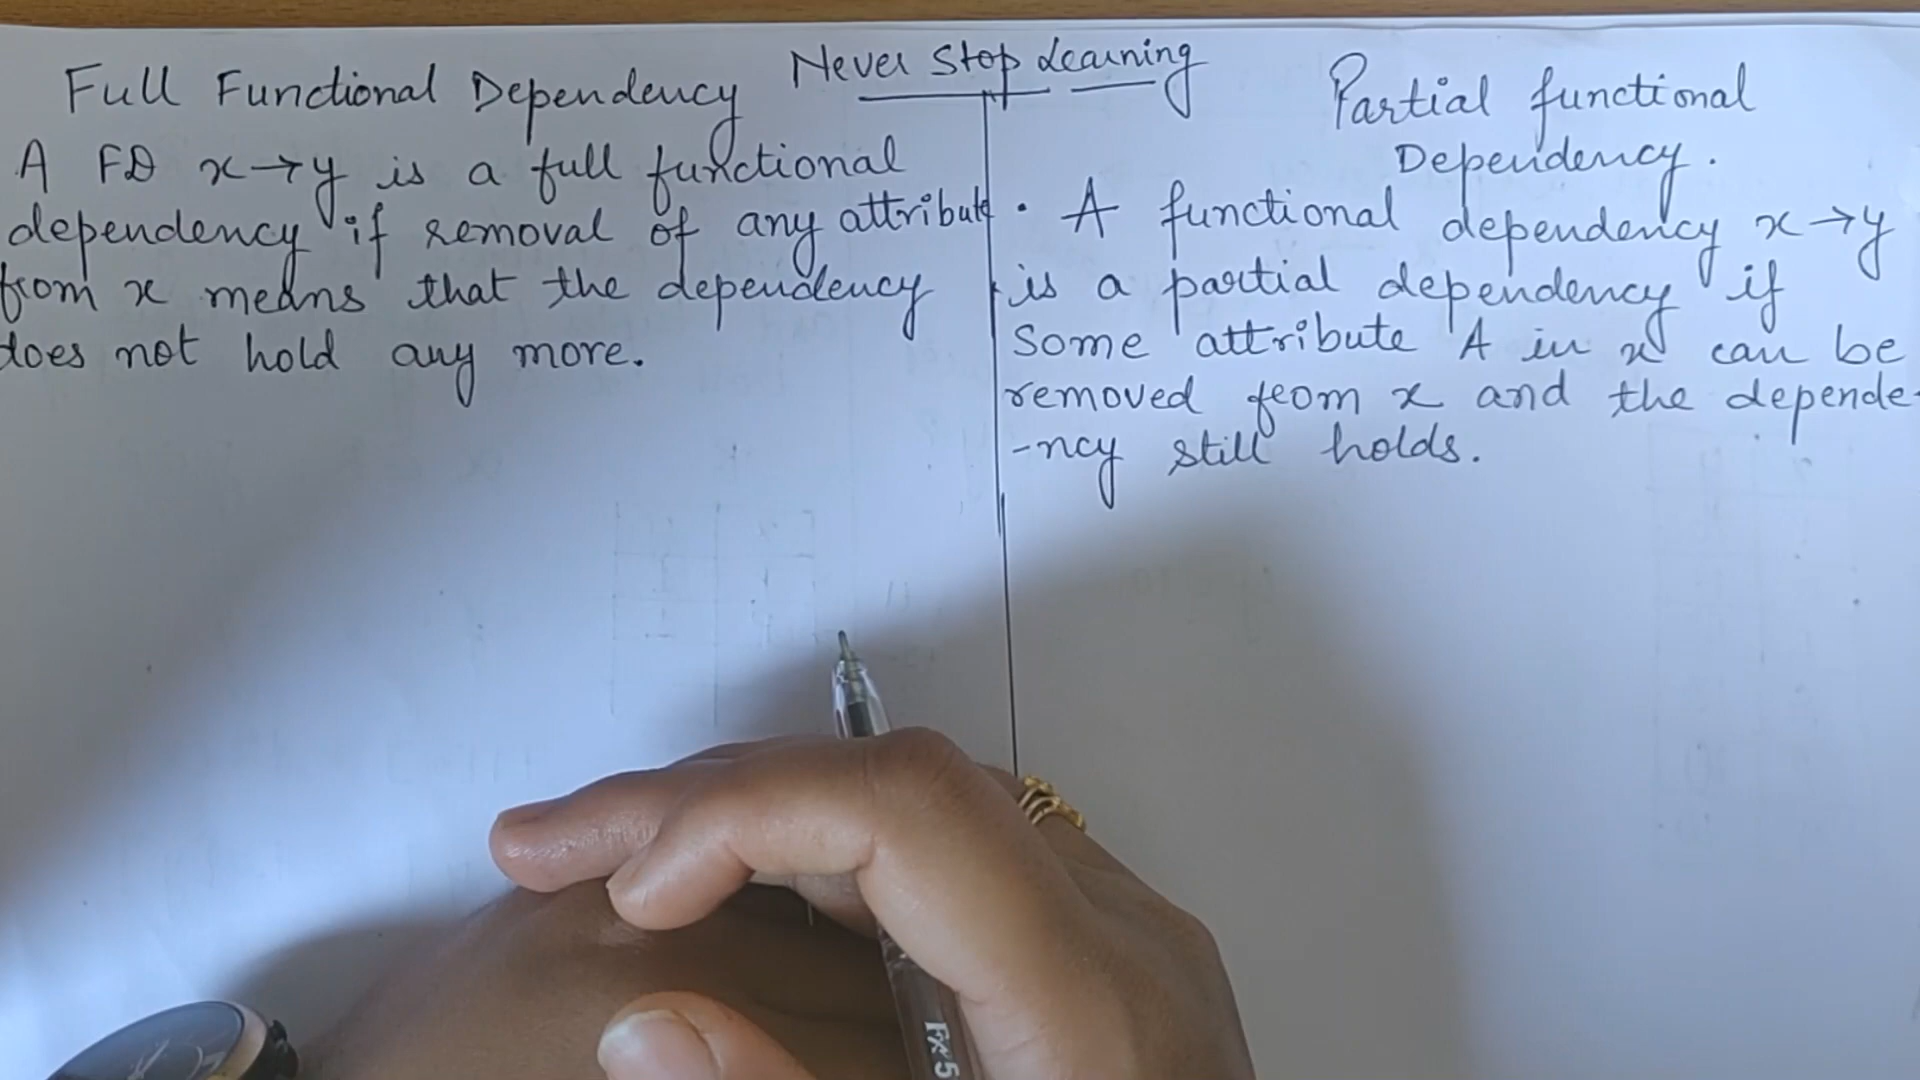 Never Stop Learning
Full Functional Dependency
A FD x→y is a full functional
dependency if removal of any attribute
from x means that the dependency
does not hold any more.
Partial functional
Dependency.
· A functional dependency x→y
is a partial dependency if
Some attribute A in x can be
removed from x and the depende-
-ncy still holds.
Fx 5